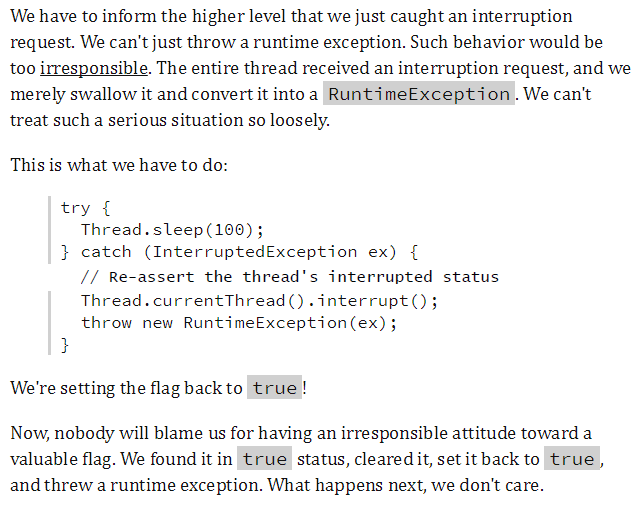 We have to inform the higher level that we just caught an interruption
request. We can't just throw a runtime exception. Such behavior would be
too irresponsible. The entire thread received an interruption request, and we
merely swallow it and convert it into a RuntimeException. We can't
treat such a serious situation so loosely.
This is what we have to do:
try {
  Thread.sleep(100);
} catch (InterruptedException ex) {
  // Re-assert the thread's interrupted status
  Thread.currentThread().interrupt();
  throw new RuntimeException(ex);
}
We're setting the flag back to true!
Now, nobody will blame us for having an irresponsible attitude toward a
valuable flag. We found it in true status, cleared it, set it back to true,
and threw a runtime exception. What happens next, we don't care.